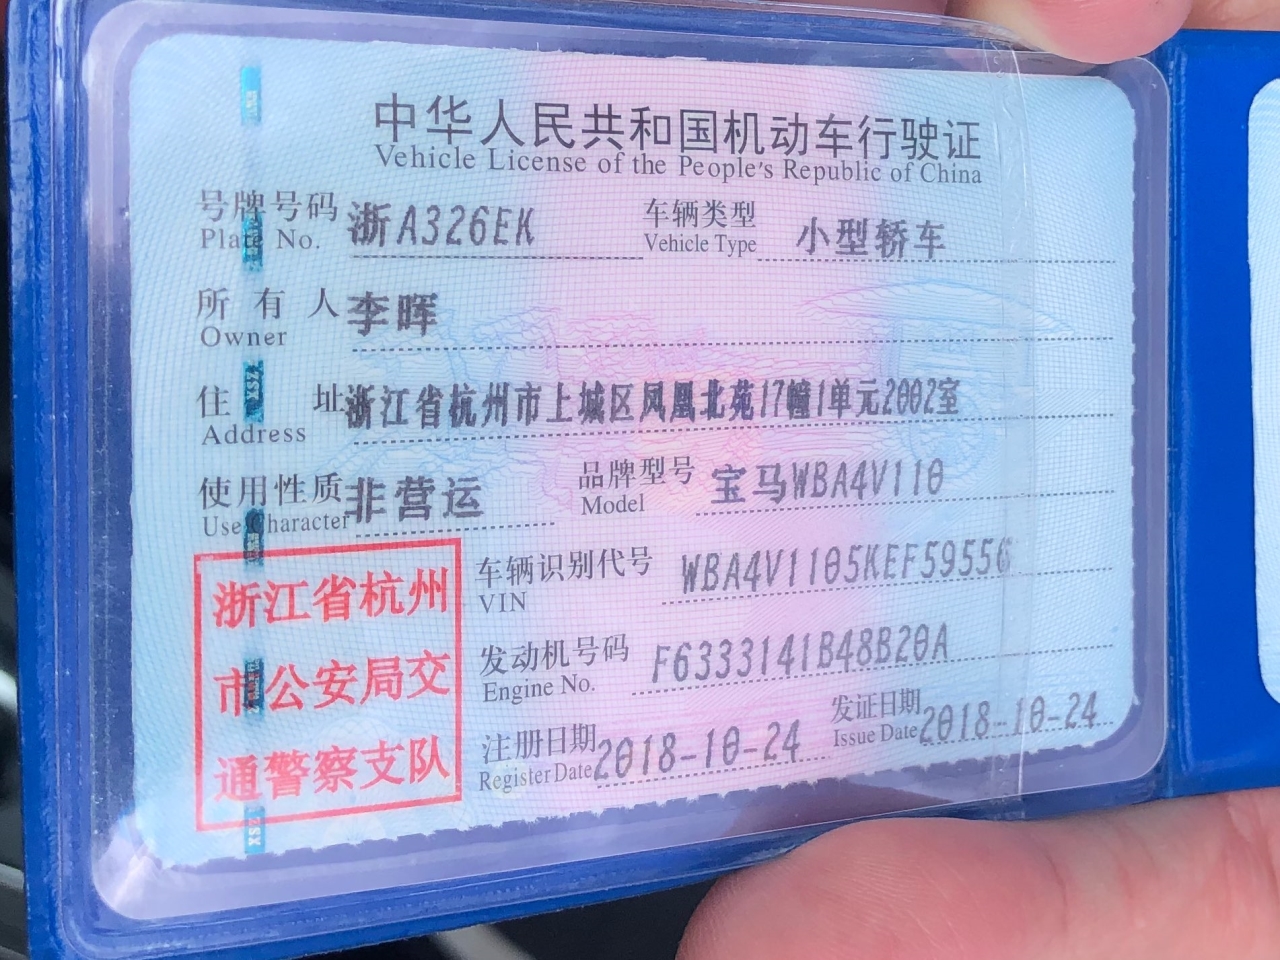 中华人民共和国机动车行驶证
Vehicle License of the People's Republic of China
号牌号码 浙A326EK 车辆类型 小型轿车
Plate No. Vehicle Type
所有人 李晖
Owner
住址 浙江省杭州市上城区凤凰北苑17幢1单元2002室
Address
使用性质 非营运 品牌型号 宝马WBA4V110
Use Character Model
浙江省杭州
市公安局交
通警察支队
车辆识别代号 WBA4V1105KEF59556
VIN
发动机号码 F6333141B48B20A
Engine No.
注册日期 2018-10-24 发证日期 2018-10-24
Register Date Issue Date